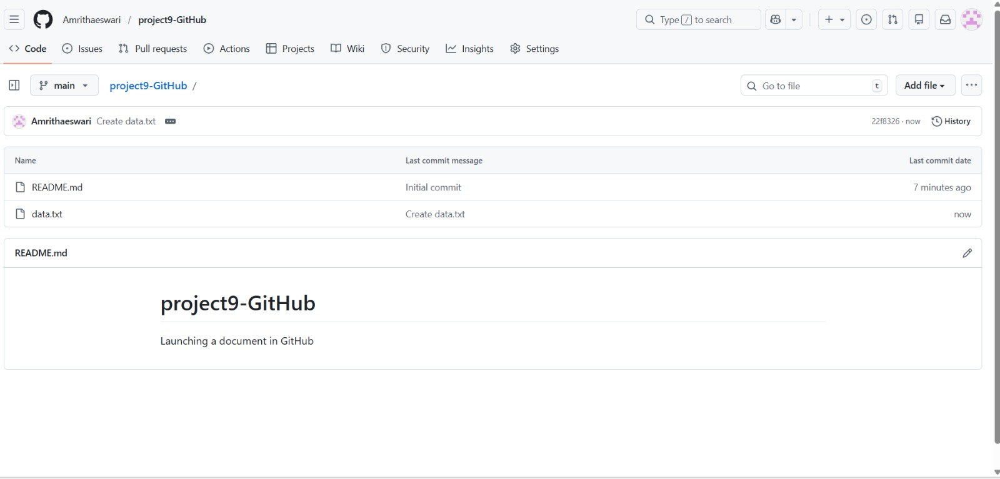 Amrithaeswari / project9-GitHub Type / to search
Code Issues Pull requests Actions Projects Wiki Security Insights Settings
main project9-GitHub / Go to file t Add file
Amrithaeswari Create data.txt 22f8326 · now History
Name Last commit message Last commit date
README.md Initial commit 7 minutes ago
data.txt Create data.txt now
README.md
project9-GitHub
Launching a document in GitHub